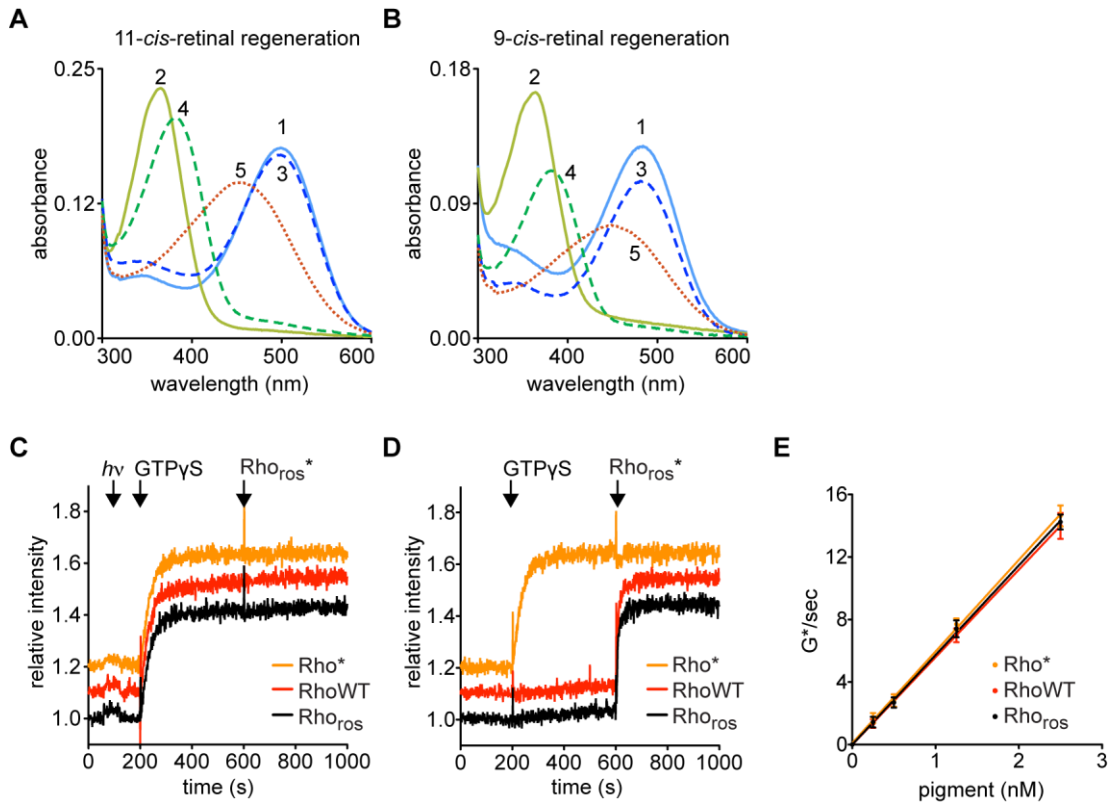 A
11-cis-retinal regeneration
0.25
0.12
0.00
absorbance
300
400
500
600
wavelength (nm)
2
4
5
1
3
B
9-cis-retinal regeneration
0.18
0.09
0.00
absorbance
300
400
500
600
wavelength (nm)
2
4
1
3
5
C
hν
GTPγS
Rhoros*
1.8
1.6
1.4
1.2
1.0
relative intensity
Rho*
RhoWT
Rhoros
0
200
400
600
800
1000
time (s)
D
GTPγS
Rhoros*
1.8
1.6
1.4
1.2
1.0
relative intensity
Rho*
RhoWT
Rhoros
0
200
400
600
800
1000
time (s)
E
16
12
8
4
0
G*/sec
Rho*
RhoWT
Rhoros
0
1
2
3
pigment (nM)